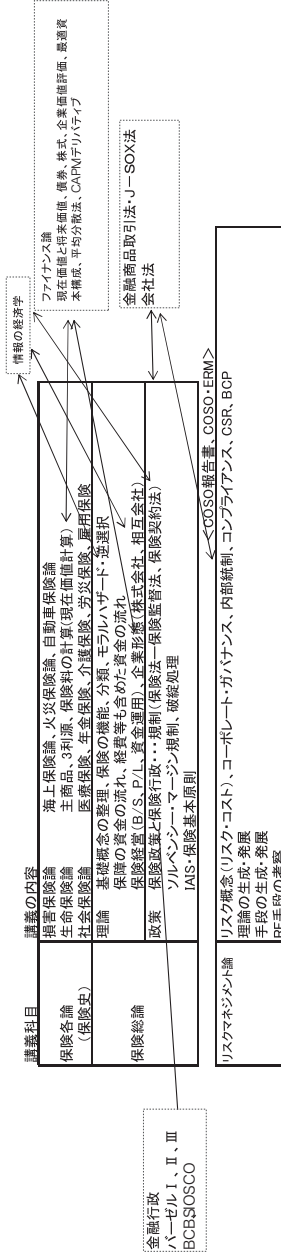 講義科目　講義の内容
保険各論
（保険史）
損害保険論　海上保険論、火災保険論、自動車保険論
生命保険論　主商品、3利源、保険料の計算(現在価値計算)
社会保険論　医療保険、年金保険、介護保険、労災保険、雇用保険
保険総論
理論　基礎概念の整理、保険の機能、分類、モラルハザード・逆選択
保障の資金の流れ、経費等も含めた資金の流れ
保険経営(B/S、P/L、資金運用)、企業形態(株式会社、相互会社)
政策　保険政策と保険行政・・・規制(保険法―保険監督法、保険契約法)
ソルベンシー・マージン規制、破綻処理
IAIS・保険基本原則
＜COSO報告書、COSO・ERM＞
リスクマネジメント論
リスク概念(リスク・コスト)、コーポレート・ガバナンス、内部統制、コンプライアンス、CSR、BCP
理論の生成・発展
手段の生成・発展
RF手段の考察
情報の経済学
ファイナンス論
現在価値と将来価値、債券、株式、企業価値評価、最適資
本構成、平均分散法、CAPMデリバティブ
金融商品取引法・J－SOX法
会社法
金融行政
バーゼルⅠ、Ⅱ、Ⅲ
BCBSIOSCO